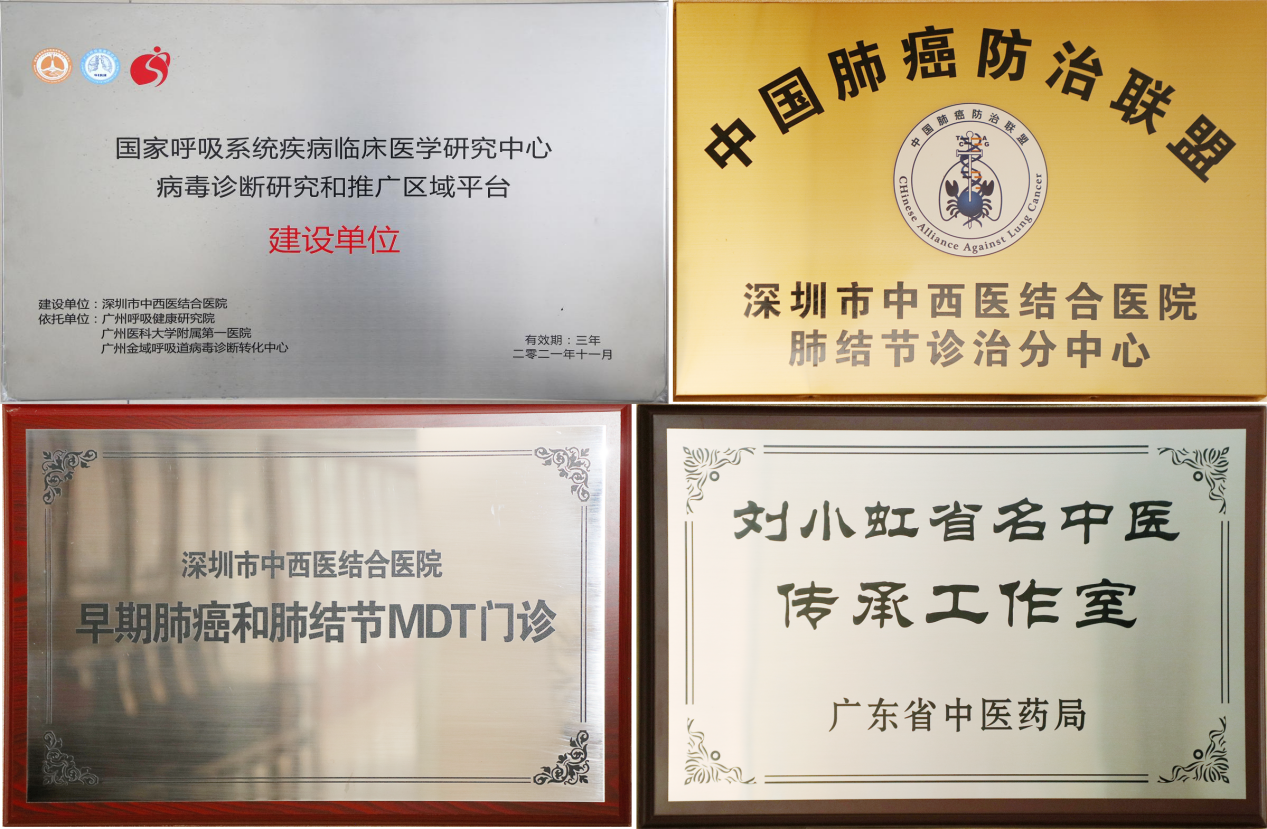 国家呼吸系统疾病临床医学研究中心
病毒诊断研究和推广区域平台
建设单位
建设单位：深圳市中西医结合医院
依托单位：广州呼吸健康研究院
广州医科大学附属第一医院
广州金域呼吸道病毒诊断转化中心
有效期：三年
二零二一年十一月
中国肺癌防治联盟
中国肺癌防治联盟
CHinese Alliance Against Lung Cancer
深圳市中西医结合医院
肺结节诊治分中心
深圳市中西医结合医院
早期肺癌和肺结节MDT门诊
刘小虹省名中医
传承工作室
广东省中医药局